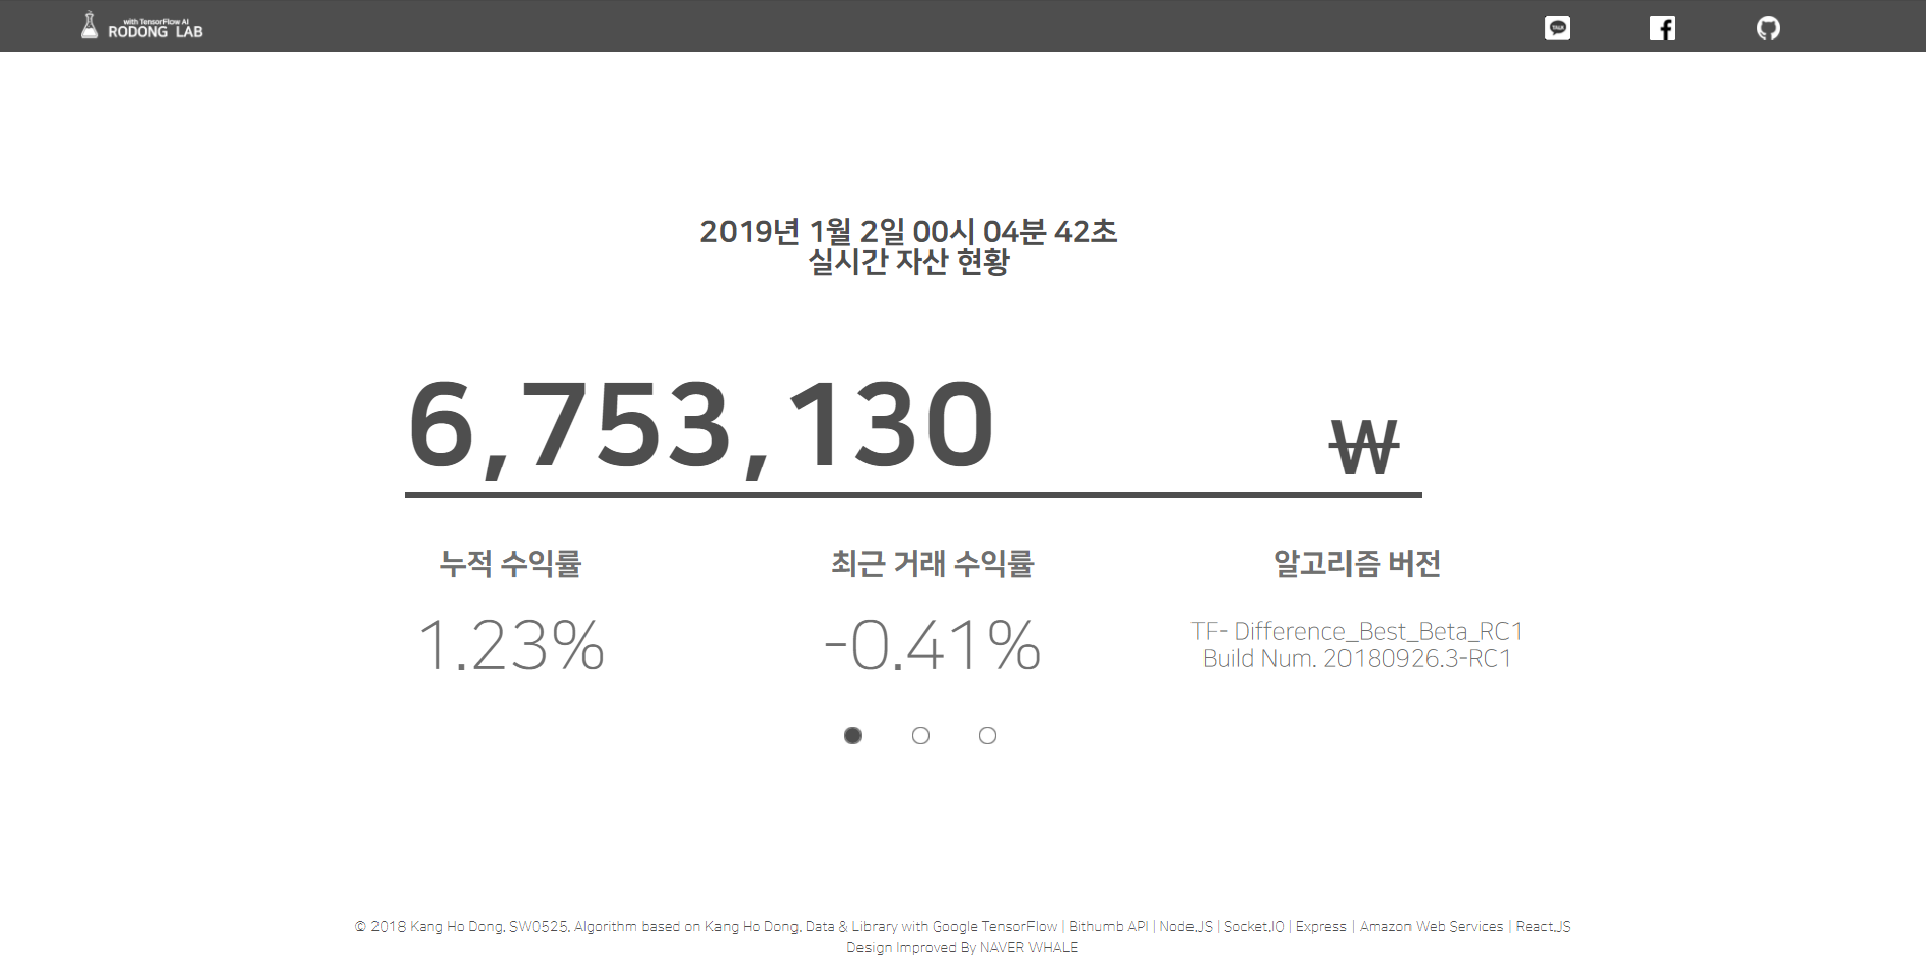 with TensorFlow AI
RODONG LAB
TALK
2019년 1월 2일 00시 04분 42초
실시간 자산 현황
6,753,130 ₩
누적 수익률 최근 거래 수익률 알고리즘 버전
1.23% -0.41% TF- Difference_Best_Beta_RC1
Build Num. 20180926.3-RC1
© 2018 Kang Ho Dong, SW0525, Algorithm based on Kang Ho Dong, Data & Library with Google TensorFlow | Bithumb API | Node.JS | Socket.IO | Express | Amazon Web Services | React.JS
Design Improved By NAVER WHALE